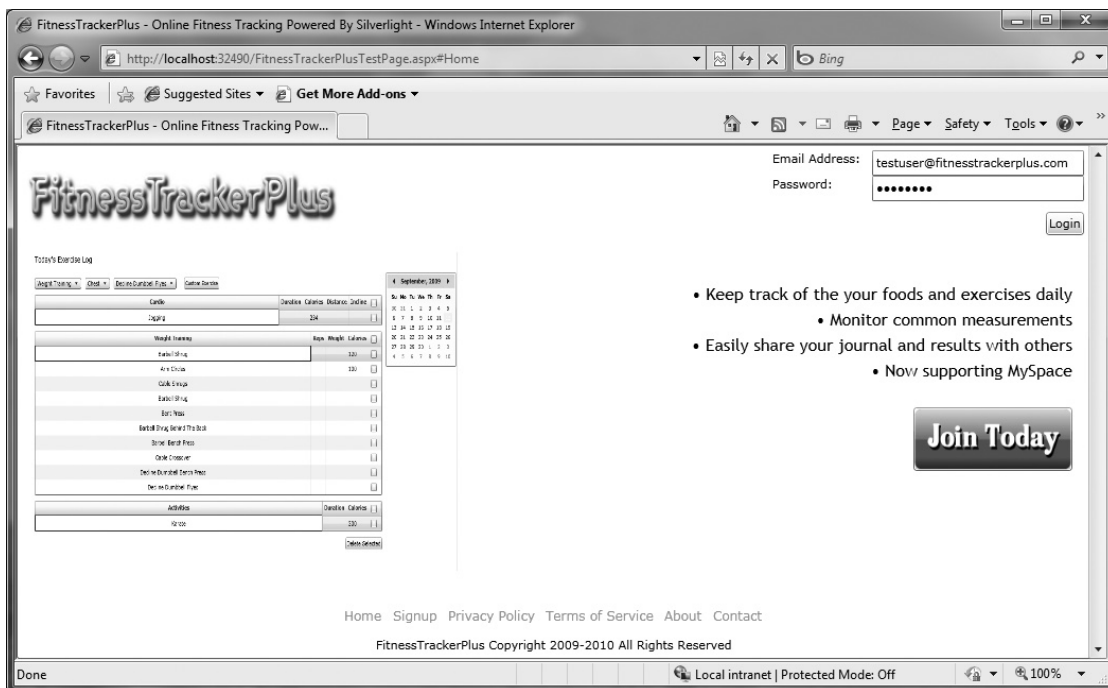 FitnessTrackerPlus - Online Fitness Tracking Powered By Silverlight - Windows Internet Explorer
http://localhost:32490/FitnessTrackerPlusTestPage.aspx#Home
Bing
Favorites Suggested Sites Get More Add-ons
FitnessTrackerPlus - Online Fitness Tracking Pow...
Page Safety Tools
Email Address: testuser@fitnesstrackerplus.com
Password: ••••••••
FitnessTrackerPlus
Login
Today's Exercise Log
Weight Training Chest Decline Dumbbell Flyes Custom Exercise
September, 2009
Su Mo Tu We Th Fr Sa
Cardio Duration Calories Distance Incline
Jogging
Weight Training Reps Weight Calories
Barbell Shrug
Arm Circles
Cable Shrugs
Barbell Shrug
Bent Press
Barbell Shrug Behind The Back
Barbell Bench Press
Cable Crossover
Decline Dumbbell Bench Press
Decline Dumbbell Flyes
Activities Duration Calories
Karate
Delete Selected
• Keep track of the your foods and exercises daily
• Monitor common measurements
• Easily share your journal and results with others
• Now supporting MySpace
Join Today
Home Signup Privacy Policy Terms of Service About Contact
FitnessTrackerPlus Copyright 2009-2010 All Rights Reserved
Done
Local intranet | Protected Mode: Off
100%